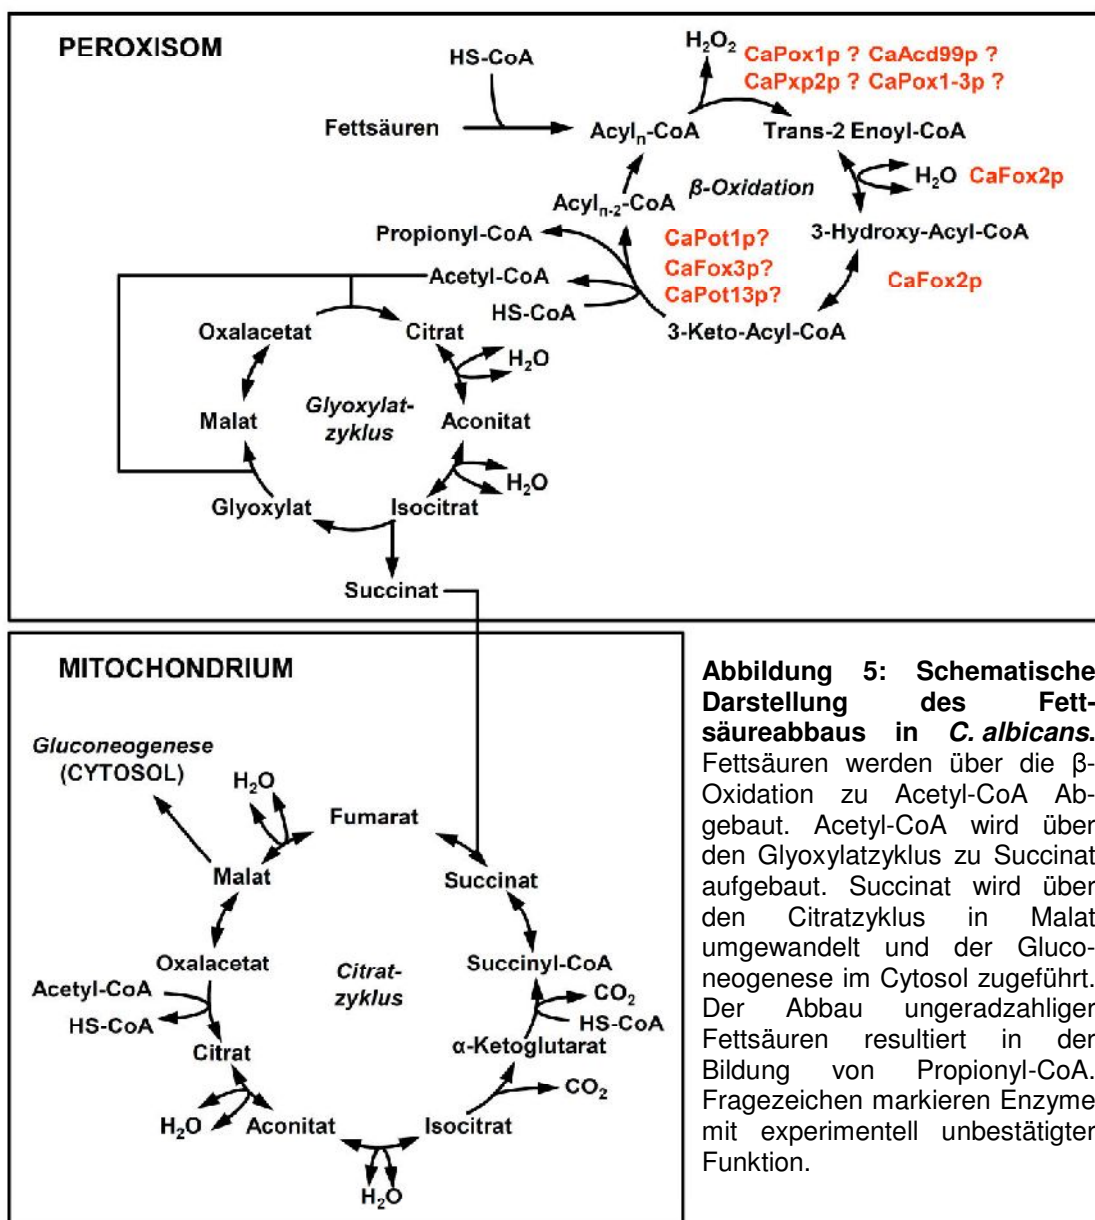 PEROXISOM
HS-CoA
H₂O₂
CaPox1p ? CaAcd99p ?
CaPxp2p ? CaPox1-3p ?
Fettsäuren
Acylₙ-CoA
Trans-2 Enoyl-CoA
β-Oxidation
H₂O
CaFox2p
Acylₙ₋₂-CoA
Propionyl-CoA
CaPot1p?
3-Hydroxy-Acyl-CoA
Acetyl-CoA
CaFox3p?
CaFox2p
HS-CoA
CaPot13p?
Oxalacetat
Citrat
3-Keto-Acyl-CoA
H₂O
Malat
Glyoxylat-
zyklus
Aconitat
H₂O
Glyoxylat
Isocitrat
Succinat
MITOCHONDRIUM
Gluconeogenese
(CYTOSOL)
H₂O
Fumarat
Malat
Succinat
Oxalacetat
Citrat-
zyklus
Succinyl-CoA
Acetyl-CoA
CO₂
HS-CoA
HS-CoA
Citrat
α-Ketoglutarat
CO₂
H₂O
Aconitat
Isocitrat
H₂O
Abbildung 5: Schematische
Darstellung des Fett-
säureabbaus in C. albicans.
Fettsäuren werden über die β-
Oxidation zu Acetyl-CoA Ab-
gebaut. Acetyl-CoA wird über
den Glyoxylatzyklus zu Succinat
aufgebaut. Succinat wird über
den Citratzyklus in Malat
umgewandelt und der Gluco-
neogenese im Cytosol zugeführt.
Der Abbau ungeradzahliger
Fettsäuren resultiert in der
Bildung von Propionyl-CoA.
Fragezeichen markieren Enzyme
mit experimentell unbestätigter
Funktion.